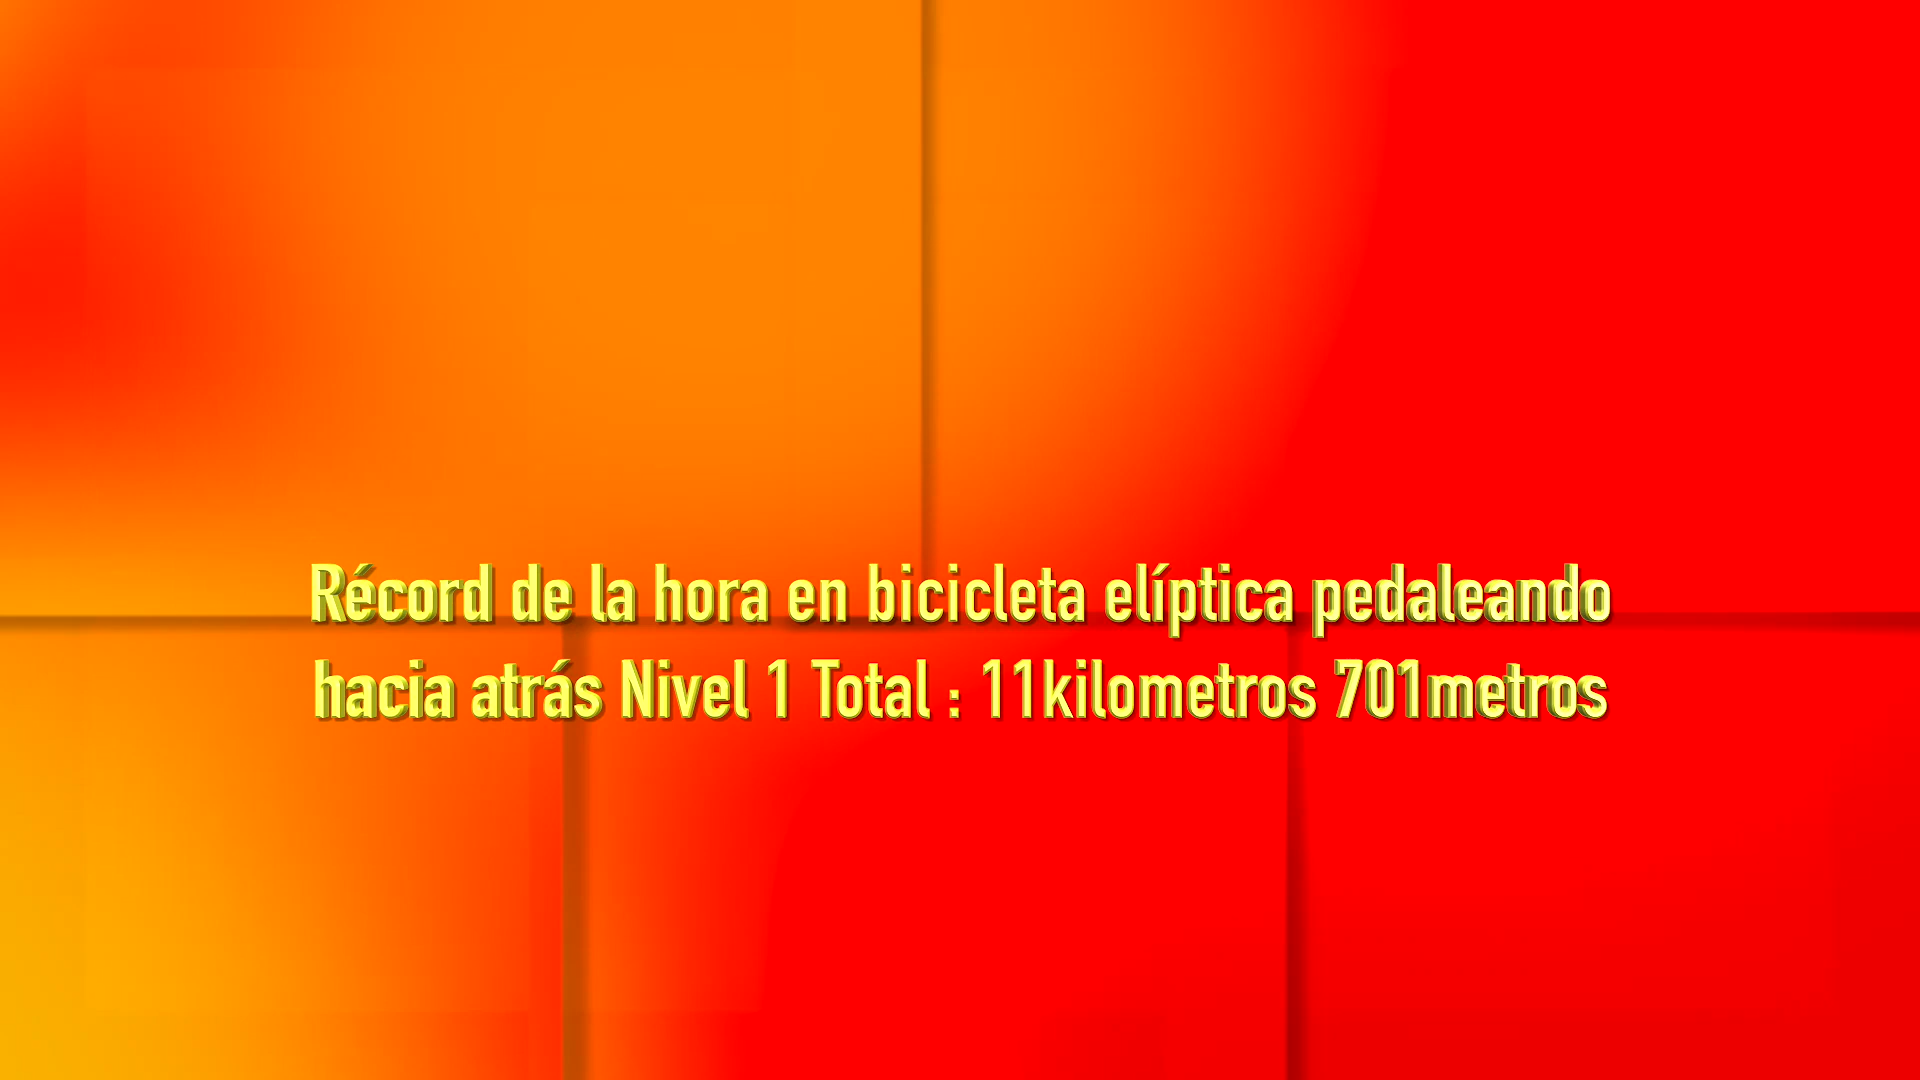 Récord de la hora en bicicleta elíptica pedaleando
hacia atrás Nivel 1 Total : 11kilometros 701metros